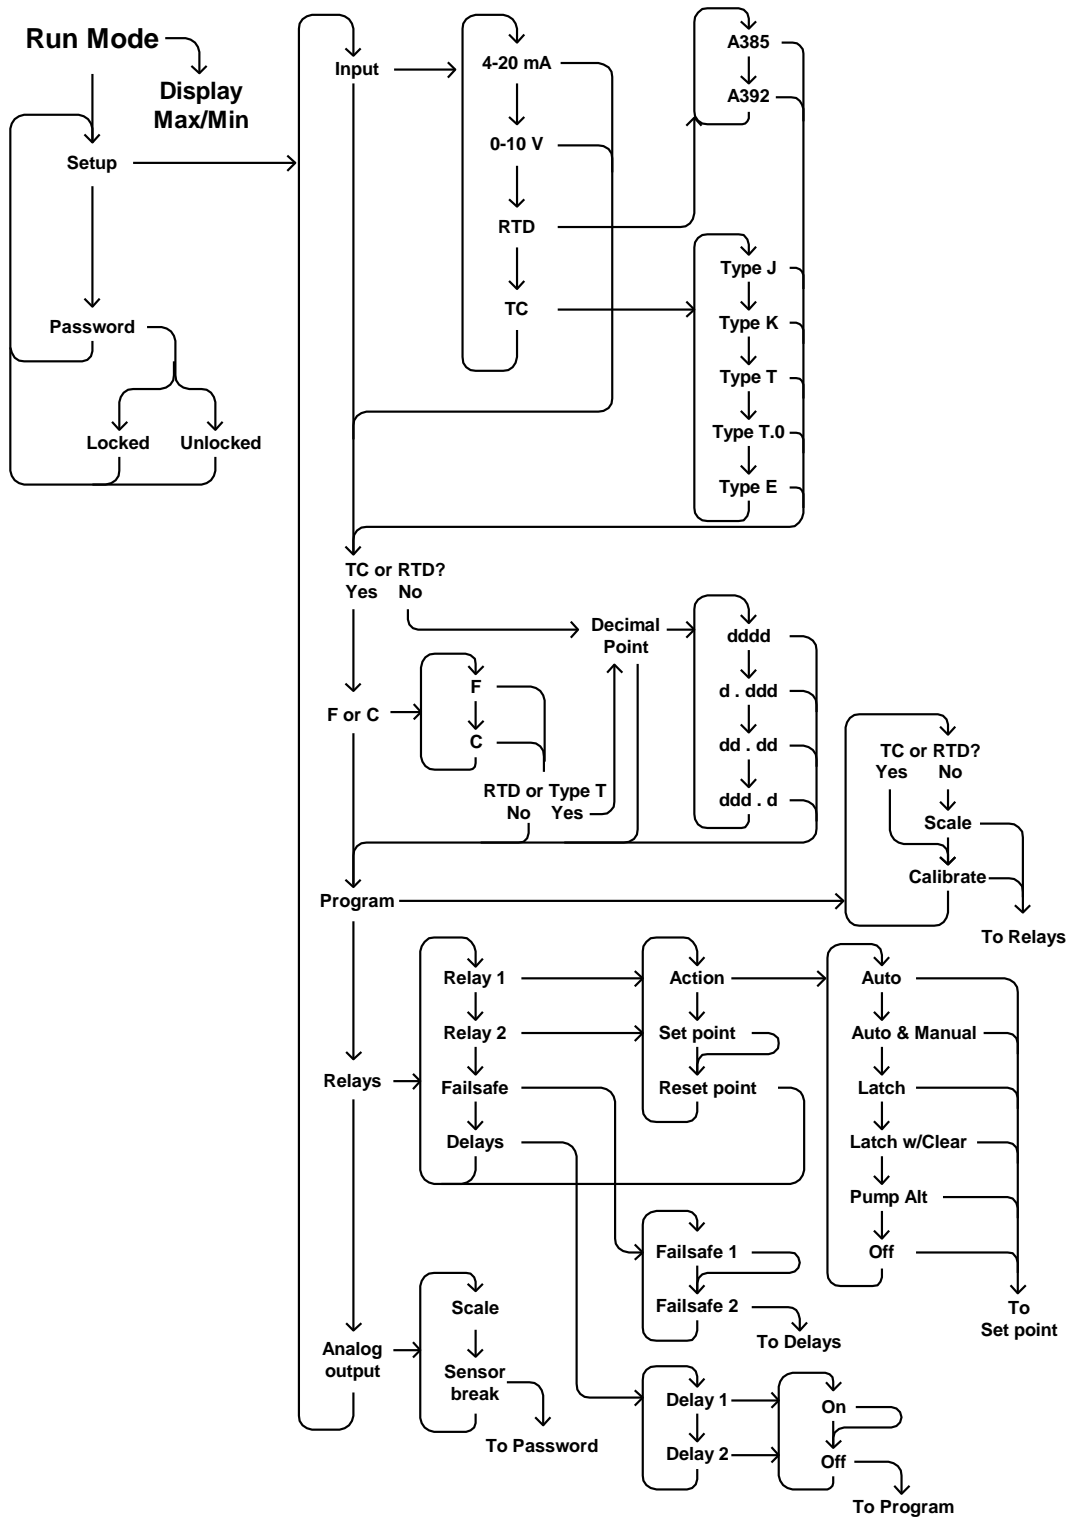 Run Mode
Display
Max/Min
Setup
Password
Locked
Unlocked
Input
4-20 mA
0-10 V
RTD
TC
A385
A392
Type J
Type K
Type T
Type T.0
Type E
TC or RTD?
Yes No
Decimal
Point
dddd
d . ddd
dd . dd
ddd . d
F or C
F
C
RTD or Type T
No Yes
TC or RTD?
Yes No
Scale
Calibrate
To Relays
Program
Relays
Relay 1
Relay 2
Failsafe
Delays
Action
Set point
Reset point
Auto
Auto & Manual
Latch
Latch w/Clear
Pump Alt
Off
To
Set point
Failsafe 1
Failsafe 2
To Delays
Analog
output
Scale
Sensor
break
To Password
Delay 1
Delay 2
On
Off
To Program